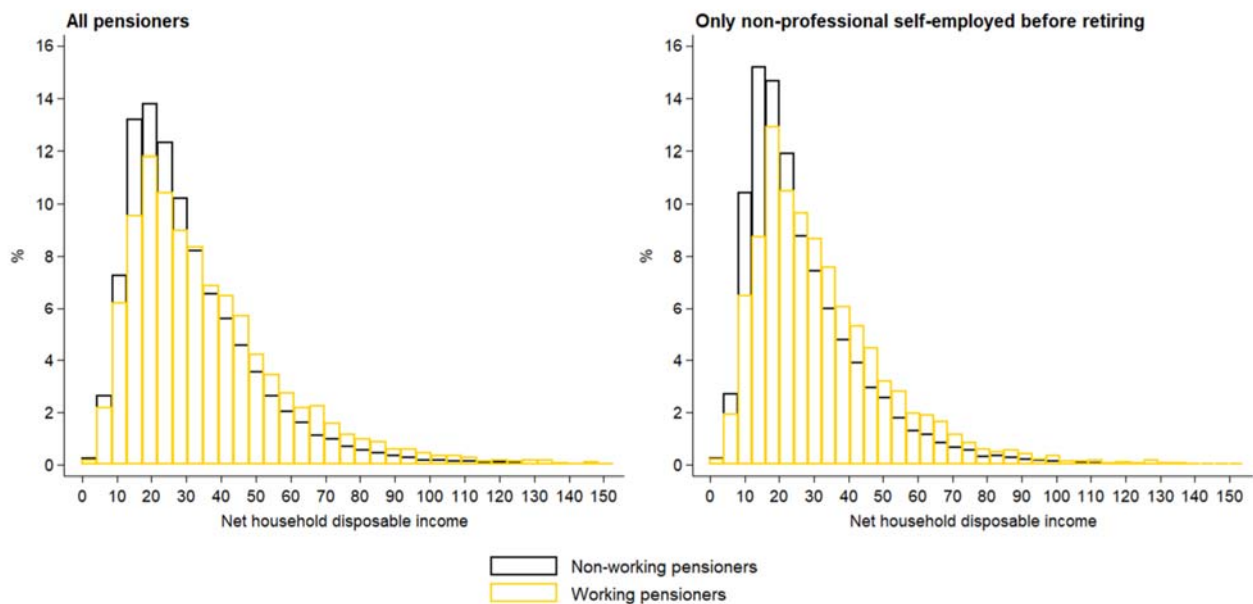 All pensioners
Only non-professional self-employed before retiring
16
14
12
10
8
6
4
2
0
%
0 10 20 30 40 50 60 70 80 90 100 110 120 130 140 150
Net household disposable income
16
14
12
10
8
6
4
2
0
%
0 10 20 30 40 50 60 70 80 90 100 110 120 130 140 150
Net household disposable income
Non-working pensioners
Working pensioners